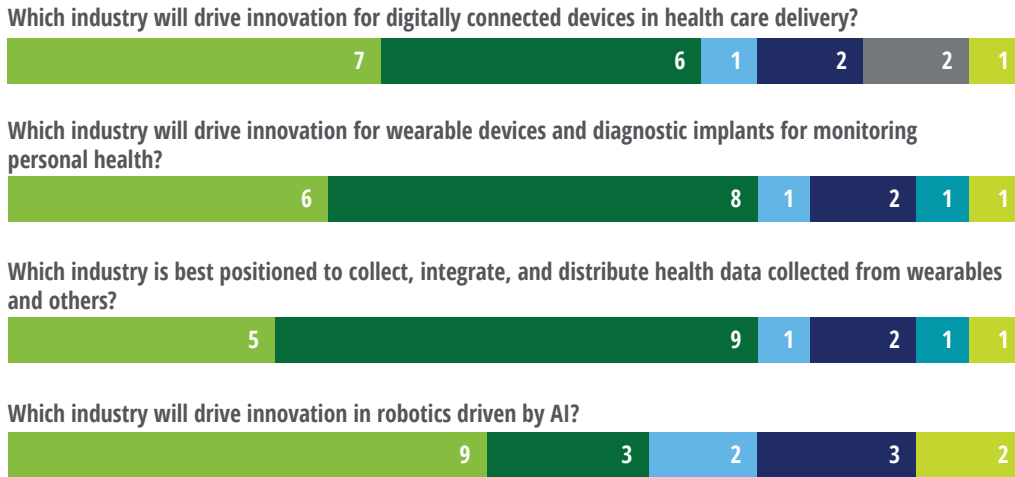 Which industry will drive innovation for digitally connected devices in health care delivery?
7 6 1 2 2 1
Which industry will drive innovation for wearable devices and diagnostic implants for monitoring
personal health?
6 8 1 2 1 1
Which industry is best positioned to collect, integrate, and distribute health data collected from wearables
and others?
5 9 1 2 1 1
Which industry will drive innovation in robotics driven by AI?
9 3 2 3 2